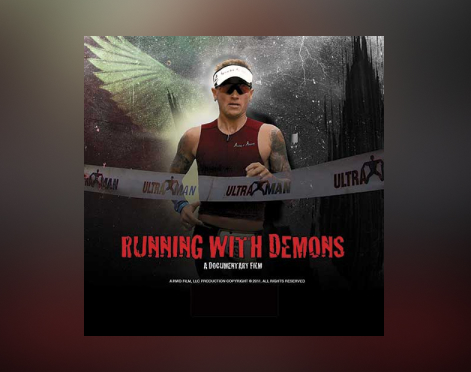 ULTRAMAN ULTRAMAN ULTRAMAN ULTRA
RUNNING WITH DEMONS
A DOCUMENTARY FILM
A RWD FILM, LLC PRODUCTION COPYRIGHT © 2011. ALL RIGHTS RESERVED